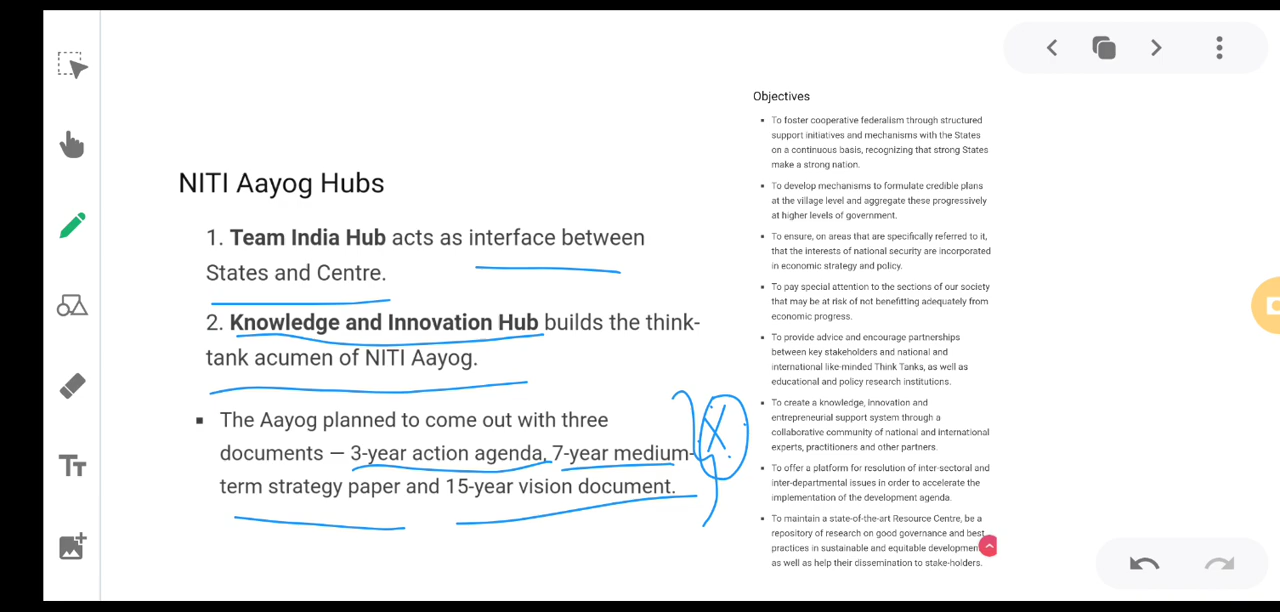 NITI Aayog Hubs
1. Team India Hub acts as interface between
States and Centre.
2. Knowledge and Innovation Hub builds the think-
tank acumen of NITI Aayog.
▪ The Aayog planned to come out with three
documents — 3-year action agenda, 7-year medium-
term strategy paper and 15-year vision document.
X
Objectives
▪ To foster cooperative federalism through structured
support initiatives and mechanisms with the States
on a continuous basis, recognizing that strong States
make a strong nation.
▪ To develop mechanisms to formulate credible plans
at the village level and aggregate these progressively
at higher levels of government.
▪ To ensure, on areas that are specifically referred to it,
that the interests of national security are incorporated
in economic strategy and policy.
▪ To pay special attention to the sections of our society
that may be at risk of not benefitting adequately from
economic progress.
▪ To provide advice and encourage partnerships
between key stakeholders and national and
international like-minded Think Tanks, as well as
educational and policy research institutions.
▪ To create a knowledge, innovation and
entrepreneurial support system through a
collaborative community of national and international
experts, practitioners and other partners.
▪ To offer a platform for resolution of inter-sectoral and
inter-departmental issues in order to accelerate the
implementation of the development agenda.
▪ To maintain a state-of-the-art Resource Centre, be a
repository of research on good governance and best
practices in sustainable and equitable development
as well as help their dissemination to stake-holders.
Tт